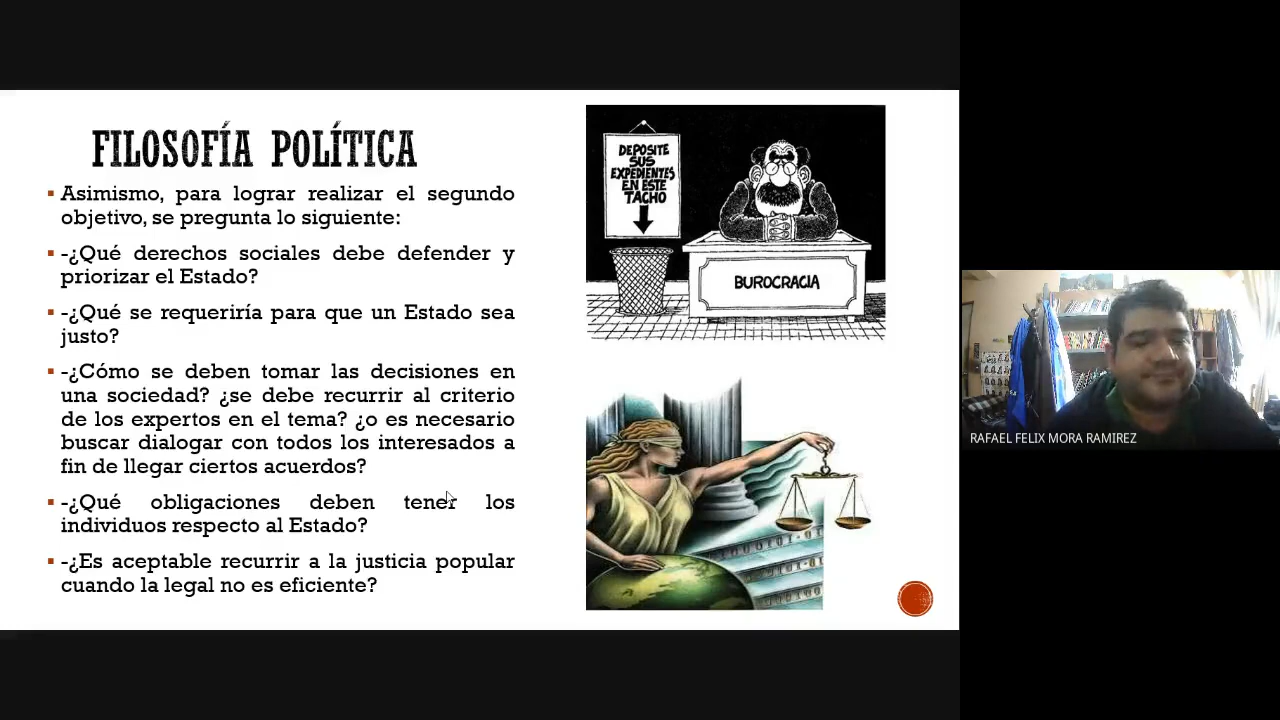 FILOSOFÍA POLÍTICA
▪ Asimismo, para lograr realizar el segundo
objetivo, se pregunta lo siguiente:
▪ -¿Qué derechos sociales debe defender y
priorizar el Estado?
▪ -¿Qué se requeriría para que un Estado sea
justo?
▪ -¿Cómo se deben tomar las decisiones en
una sociedad? ¿se debe recurrir al criterio
de los expertos en el tema? ¿o es necesario
buscar dialogar con todos los interesados a
fin de llegar ciertos acuerdos?
▪ -¿Qué obligaciones deben tener los
individuos respecto al Estado?
▪ -¿Es aceptable recurrir a la justicia popular
cuando la legal no es eficiente?
DEPOSITE
SUS
EXPEDIENTES
EN ESTE
TACHO
BUROCRACIA
RAFAEL FELIX MORA RAMIREZ